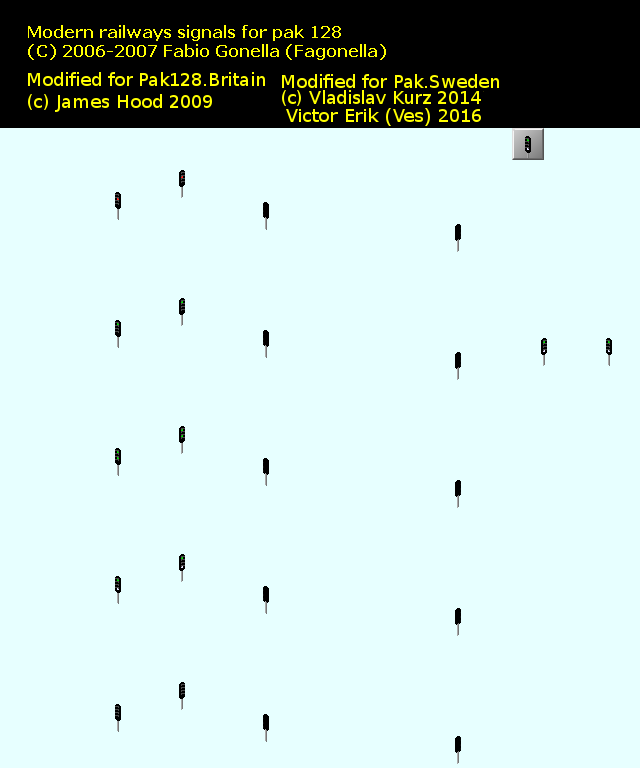 Modern railways signals for pak 128
(C) 2006-2007 Fabio Gonella (Fagonella)
Modified for Pak128.Britain
(c) James Hood 2009
Modified for Pak.Sweden
(c) Vladislav Kurz 2014
Victor Erik (Ves) 2016